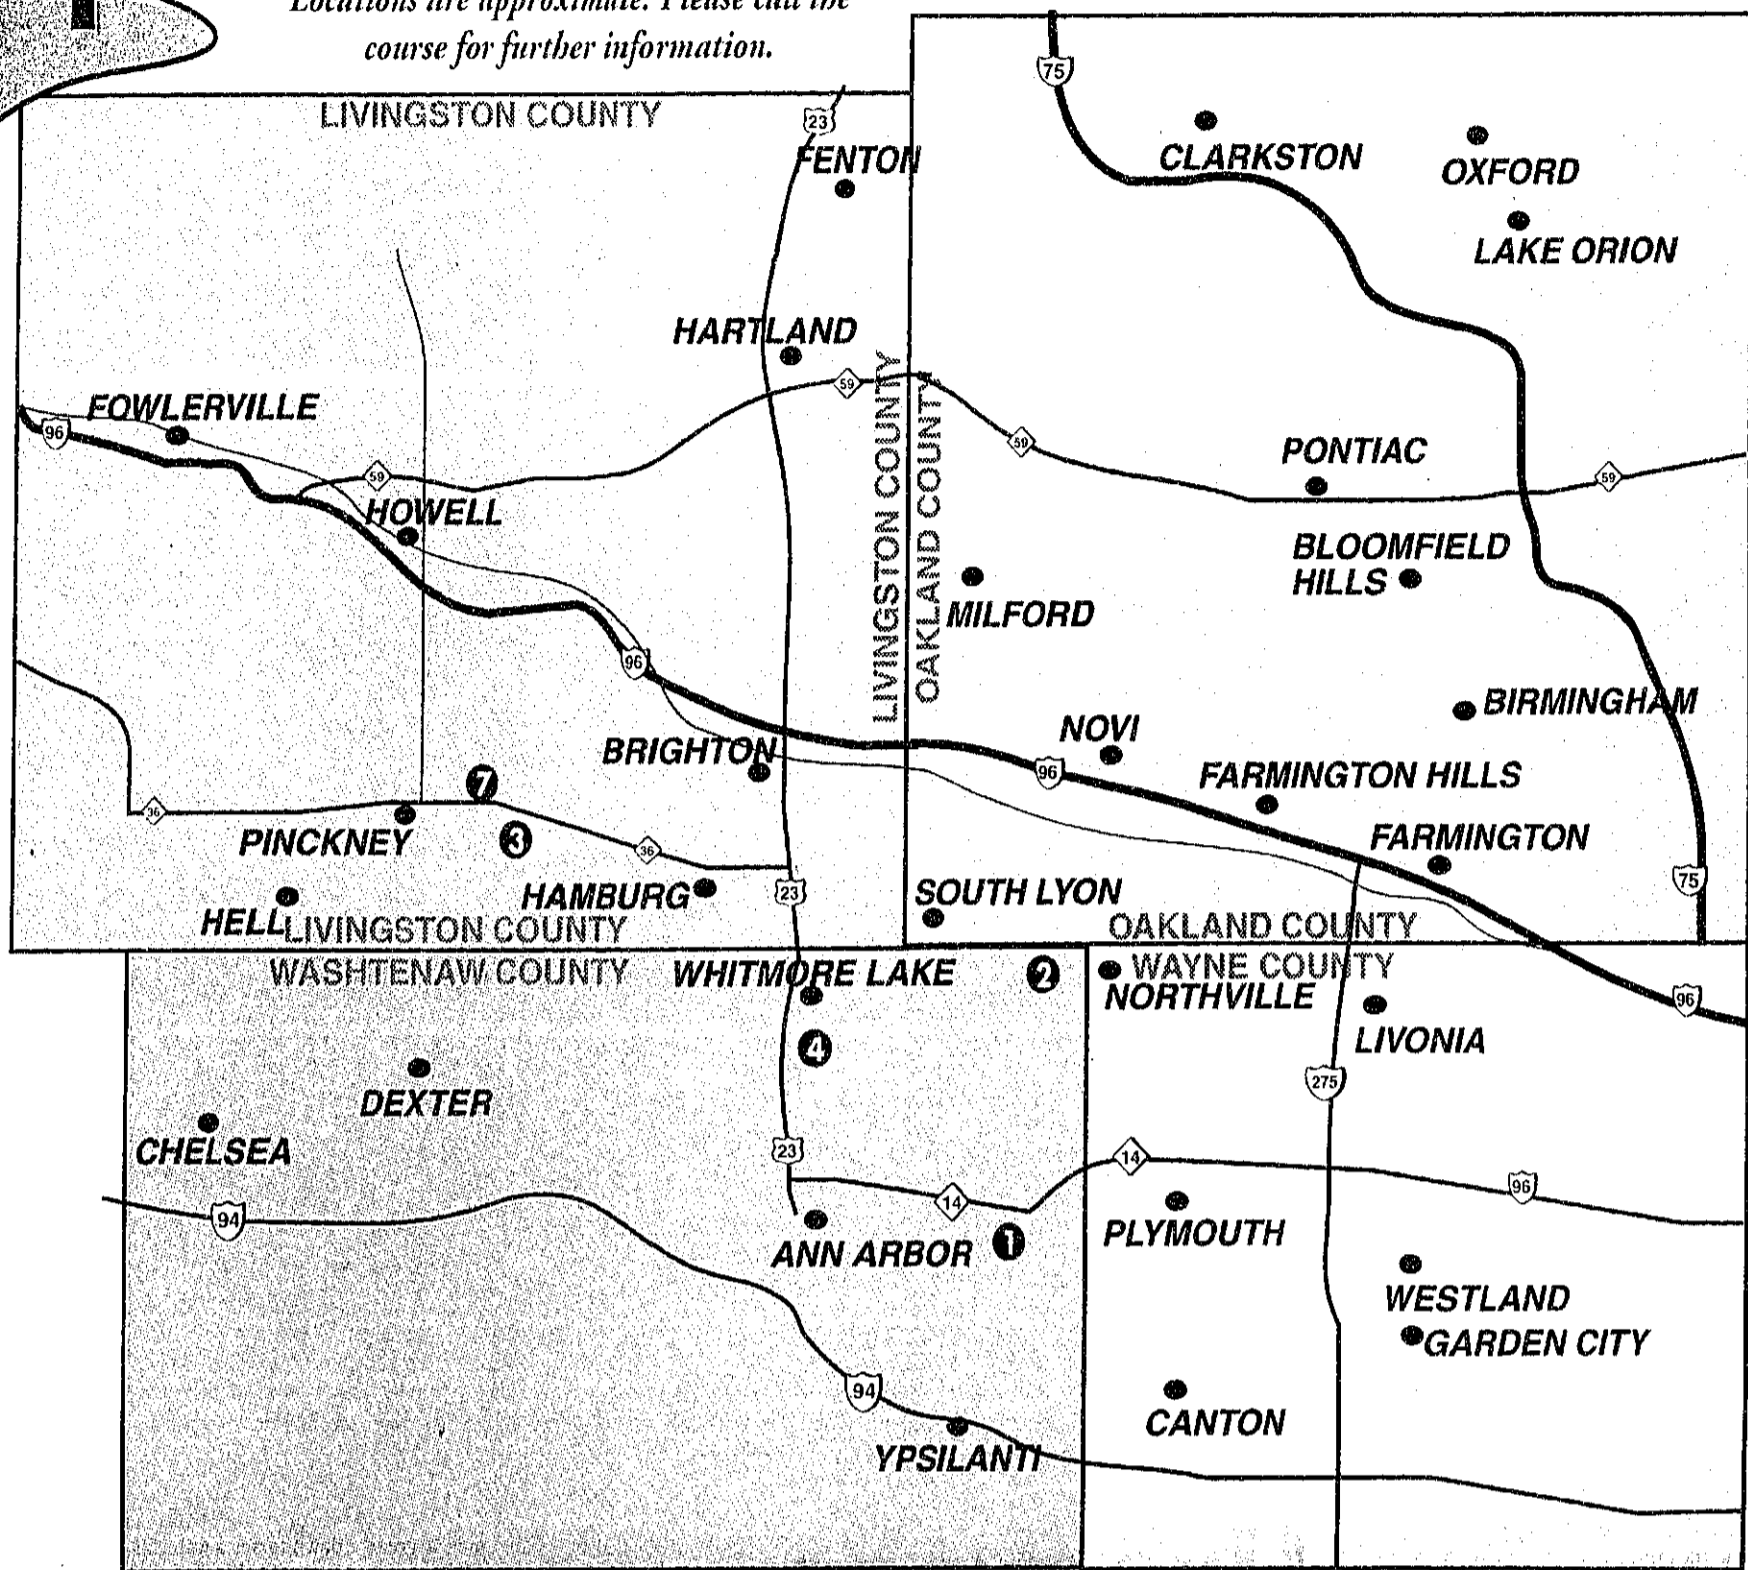 Locations are approximate. Please call the
course for further information.
75
LIVINGSTON COUNTY
23
FENTON
CLARKSTON
OXFORD
LAKE ORION
HARTLAND
59
FOWLERVILLE
96
59
HOWELL
LIVINGSTON COUNTY
OAKLAND COUNTY
59
PONTIAC
59
BLOOMFIELD
HILLS
MILFORD
96
BIRMINGHAM
NOVI
BRIGHTON
96
FARMINGTON HILLS
7
36
PINCKNEY
3
36
FARMINGTON
HAMBURG
23
SOUTH LYON
75
HELL
LIVINGSTON COUNTY
OAKLAND COUNTY
WASHTENAW COUNTY
WHITMORE LAKE
2
WAYNE COUNTY
NORTHVILLE
96
LIVONIA
4
DEXTER
275
CHELSEA
23
14
94
14
96
ANN ARBOR
1
PLYMOUTH
WESTLAND
GARDEN CITY
94
CANTON
YPSILANTI